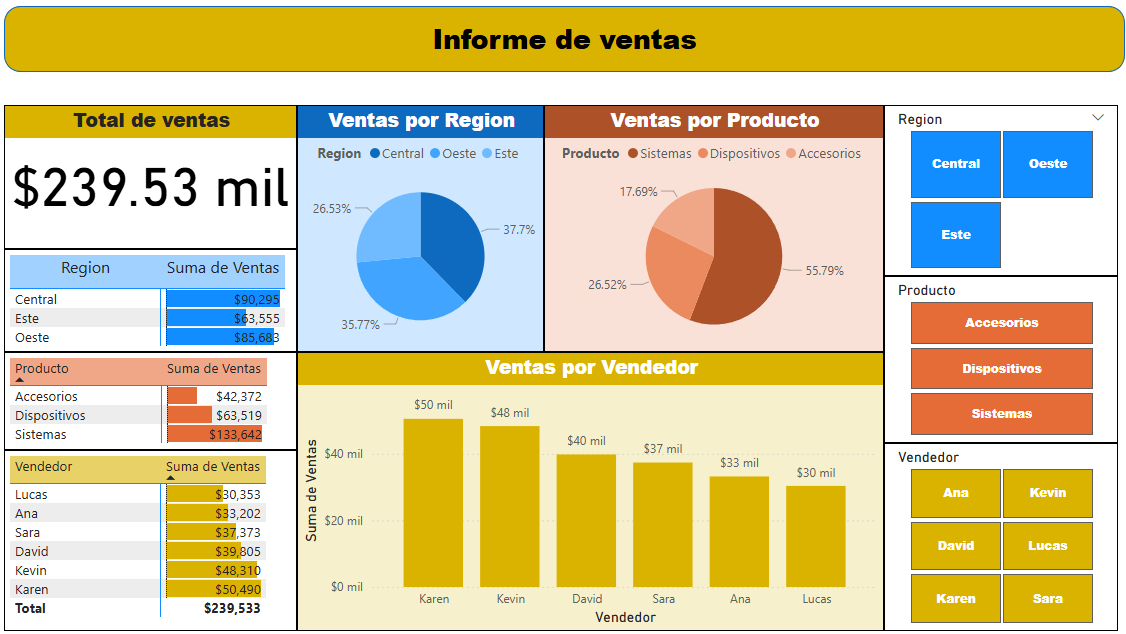 Informe de ventas
Total de ventas
$239.53 mil
Region Suma de Ventas
Central $90,295
Este $63,555
Oeste $85,683
Producto Suma de Ventas
Accesorios $42,372
Dispositivos $63,519
Sistemas $133,642
Vendedor Suma de Ventas
Lucas $30,353
Ana $33,202
Sara $37,373
David $39,805
Kevin $48,310
Karen $50,490
Total $239,533
Ventas por Region
Region Central Oeste Este
26.53%
37.7%
35.77%
Ventas por Producto
Producto Sistemas Dispositivos Accesorios
17.69%
55.79%
26.52%
Ventas por Vendedor
Suma de Ventas
$40 mil
$20 mil
$0 mil
$50 mil
$48 mil
$40 mil
$37 mil
$33 mil
$30 mil
Karen Kevin David Sara Ana Lucas
Vendedor
Region
Central Oeste
Este
Producto
Accesorios
Dispositivos
Sistemas
Vendedor
Ana Kevin
David Lucas
Karen Sara